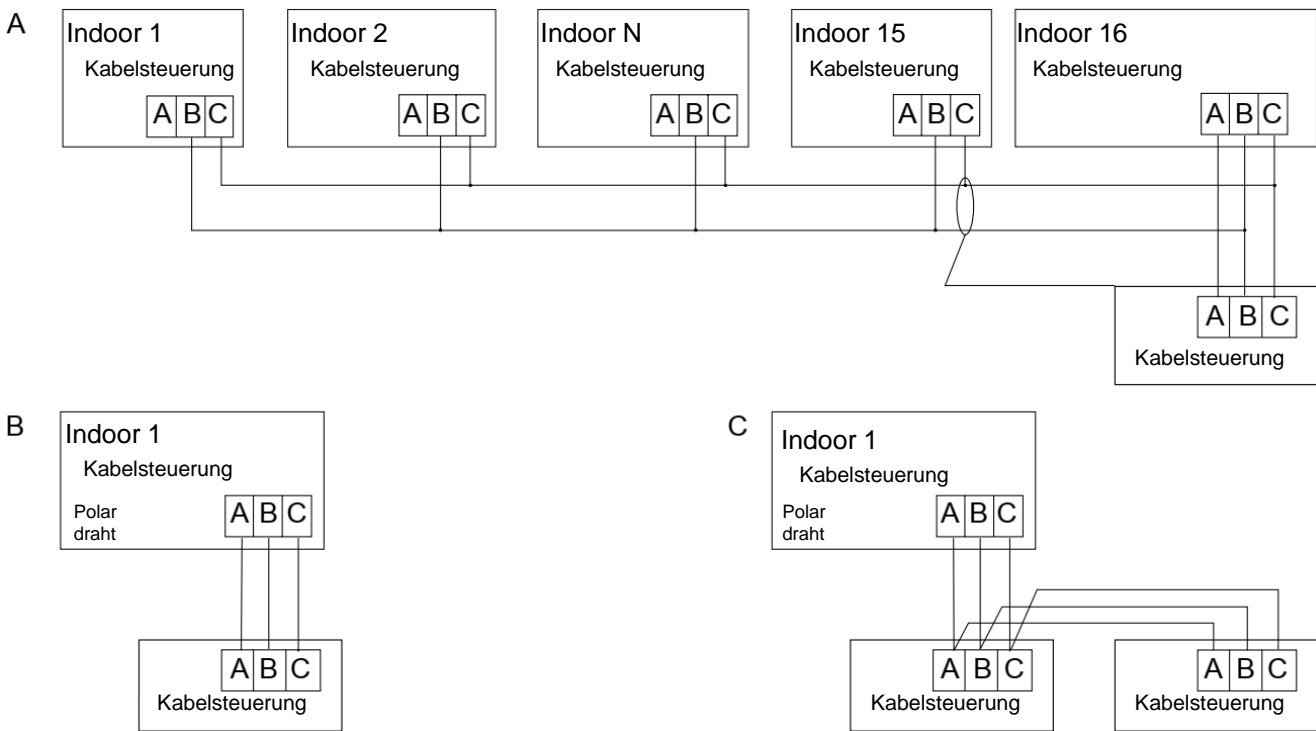 A
Indoor 1
Kabelsteuerung
A B C
Indoor 2
Kabelsteuerung
A B C
Indoor N
Kabelsteuerung
A B C
Indoor 15
Kabelsteuerung
A B C
Indoor 16
Kabelsteuerung
A B C
A B C
Kabelsteuerung
B
Indoor 1
Kabelsteuerung
Polar
draht
A B C
A B C
Kabelsteuerung
C
Indoor 1
Kabelsteuerung
Polar
draht
A B C
A B C
Kabelsteuerung
A B C
Kabelsteuerung